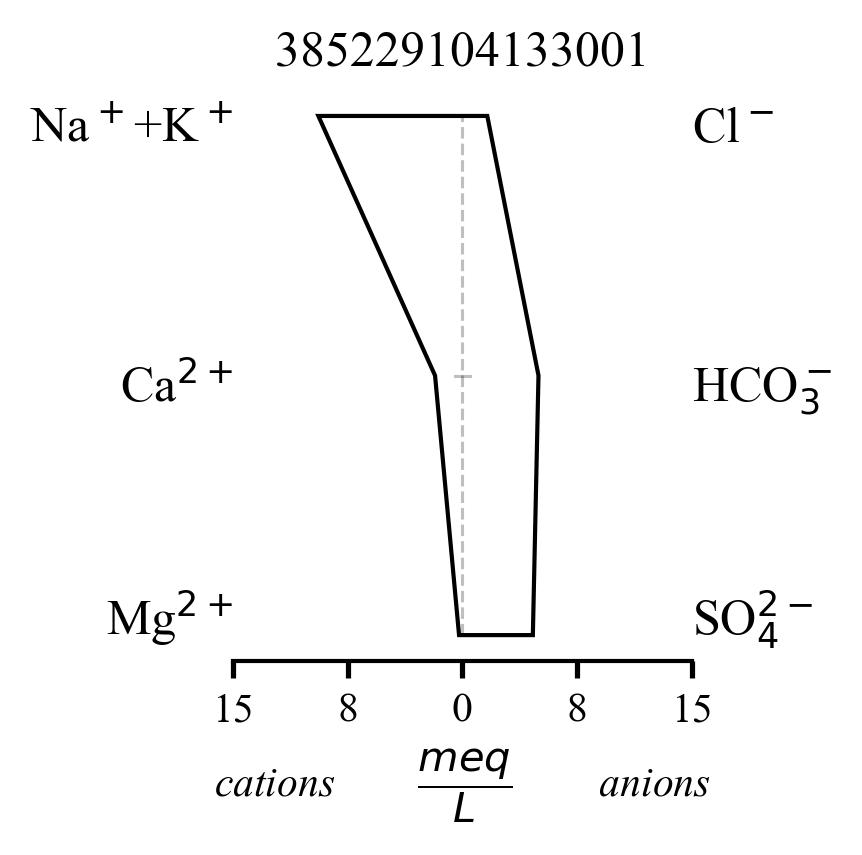 385229104133001
Na⁺+K⁺ Cl⁻
Ca²⁺ HCO₃⁻
Mg²⁺ SO₄²⁻
15 8 0 8 15
cations meq/L anions